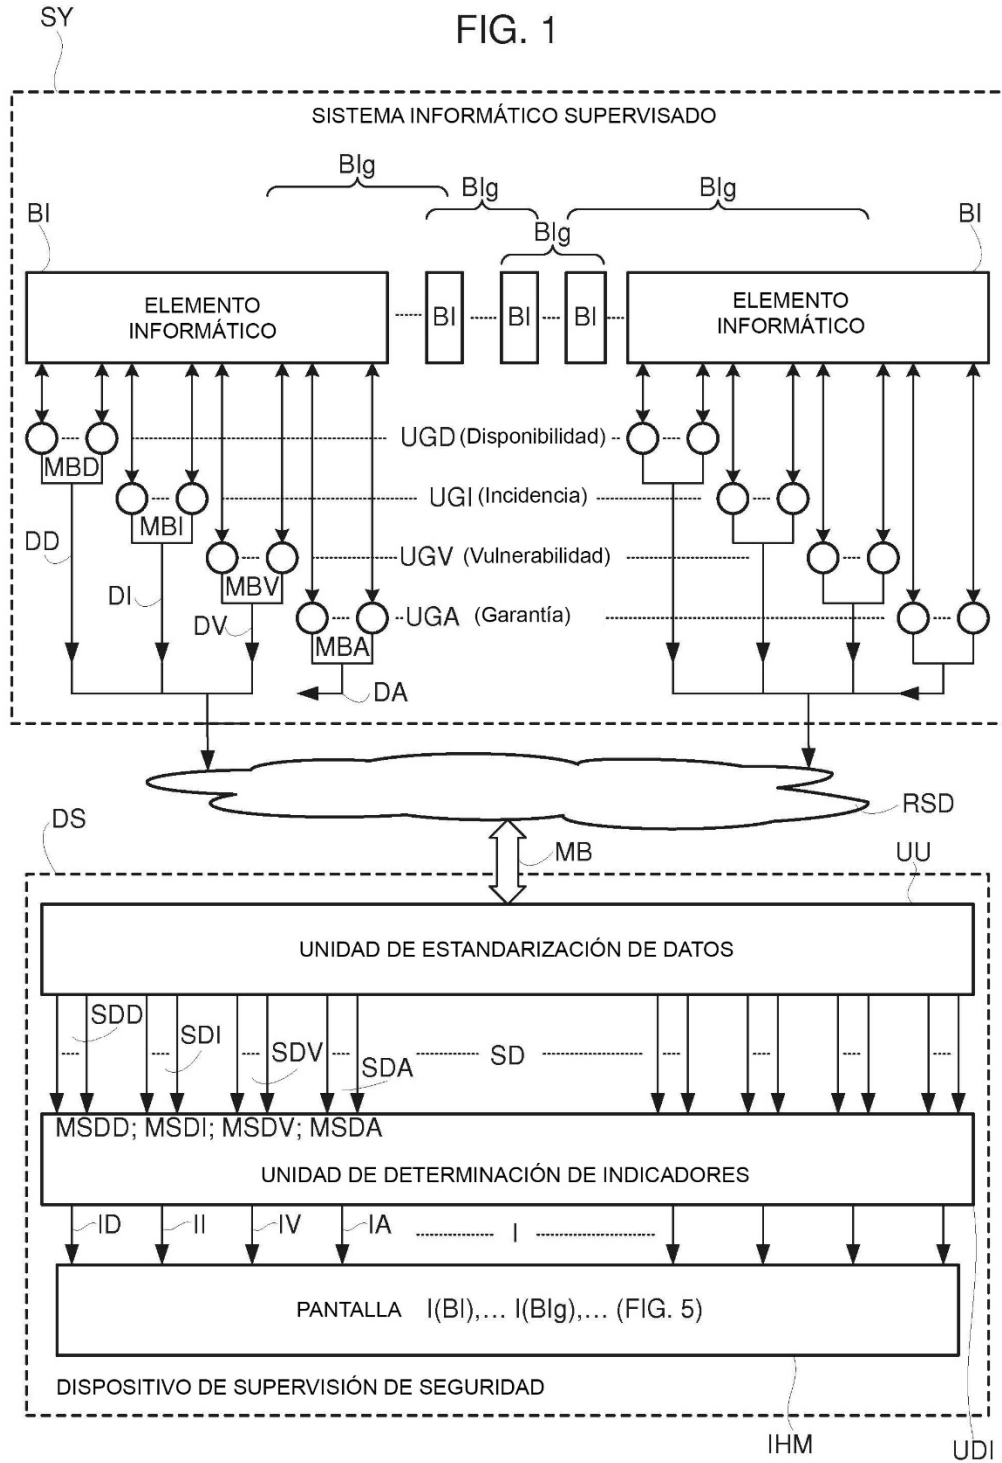 SY
FIG. 1
SISTEMA INFORMÁTICO SUPERVISADO
BIg
BIg
BIg
BIg
BI
BI
ELEMENTO
INFORMÁTICO
BI
BI
BI
ELEMENTO
INFORMÁTICO
UGD (Disponibilidad)
MBD
UGI (Incidencia)
MBI
DD
UGV (Vulnerabilidad)
MBV
DI
UGA (Garantía)
DV
MBA
DA
RSD
DS
MB
UU
UNIDAD DE ESTANDARIZACIÓN DE DATOS
SDD
SDI
SDV
SD
SDA
MSDD; MSDI; MSDV; MSDA
UNIDAD DE DETERMINACIÓN DE INDICADORES
ID
II
IV
IA
I
PANTALLA I(BI),... I(BIg),... (FIG. 5)
DISPOSITIVO DE SUPERVISIÓN DE SEGURIDAD
IHM
UDI